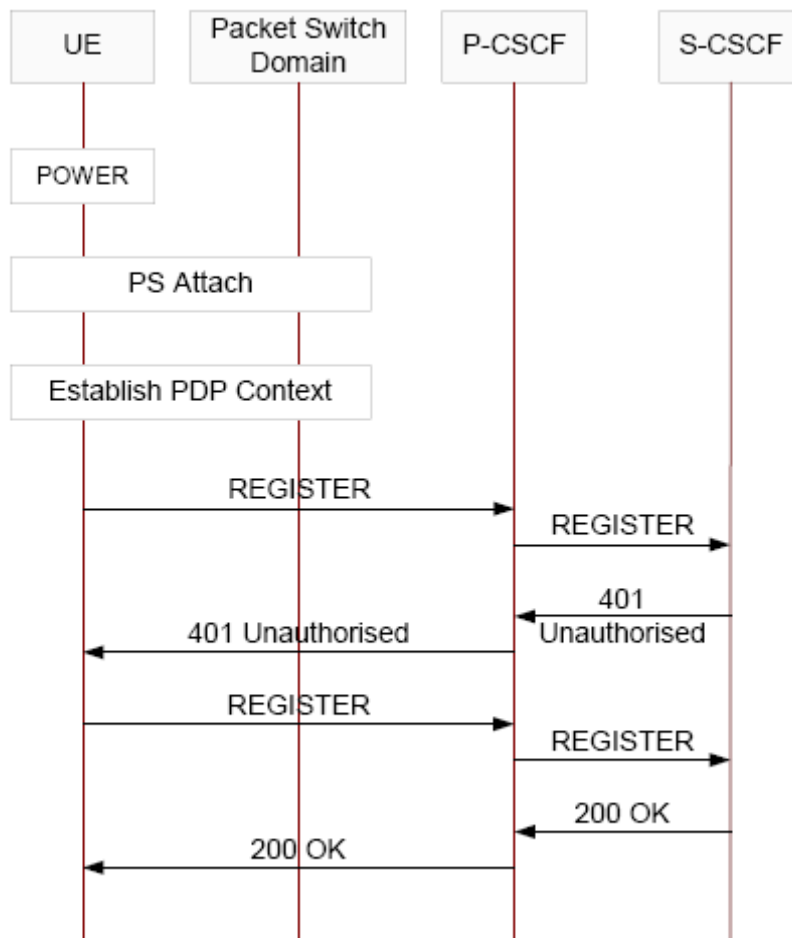 UE
Packet Switch
Domain
P-CSCF
S-CSCF
POWER
PS Attach
Establish PDP Context
REGISTER
REGISTER
401
Unauthorised
401 Unauthorised
REGISTER
REGISTER
200 OK
200 OK